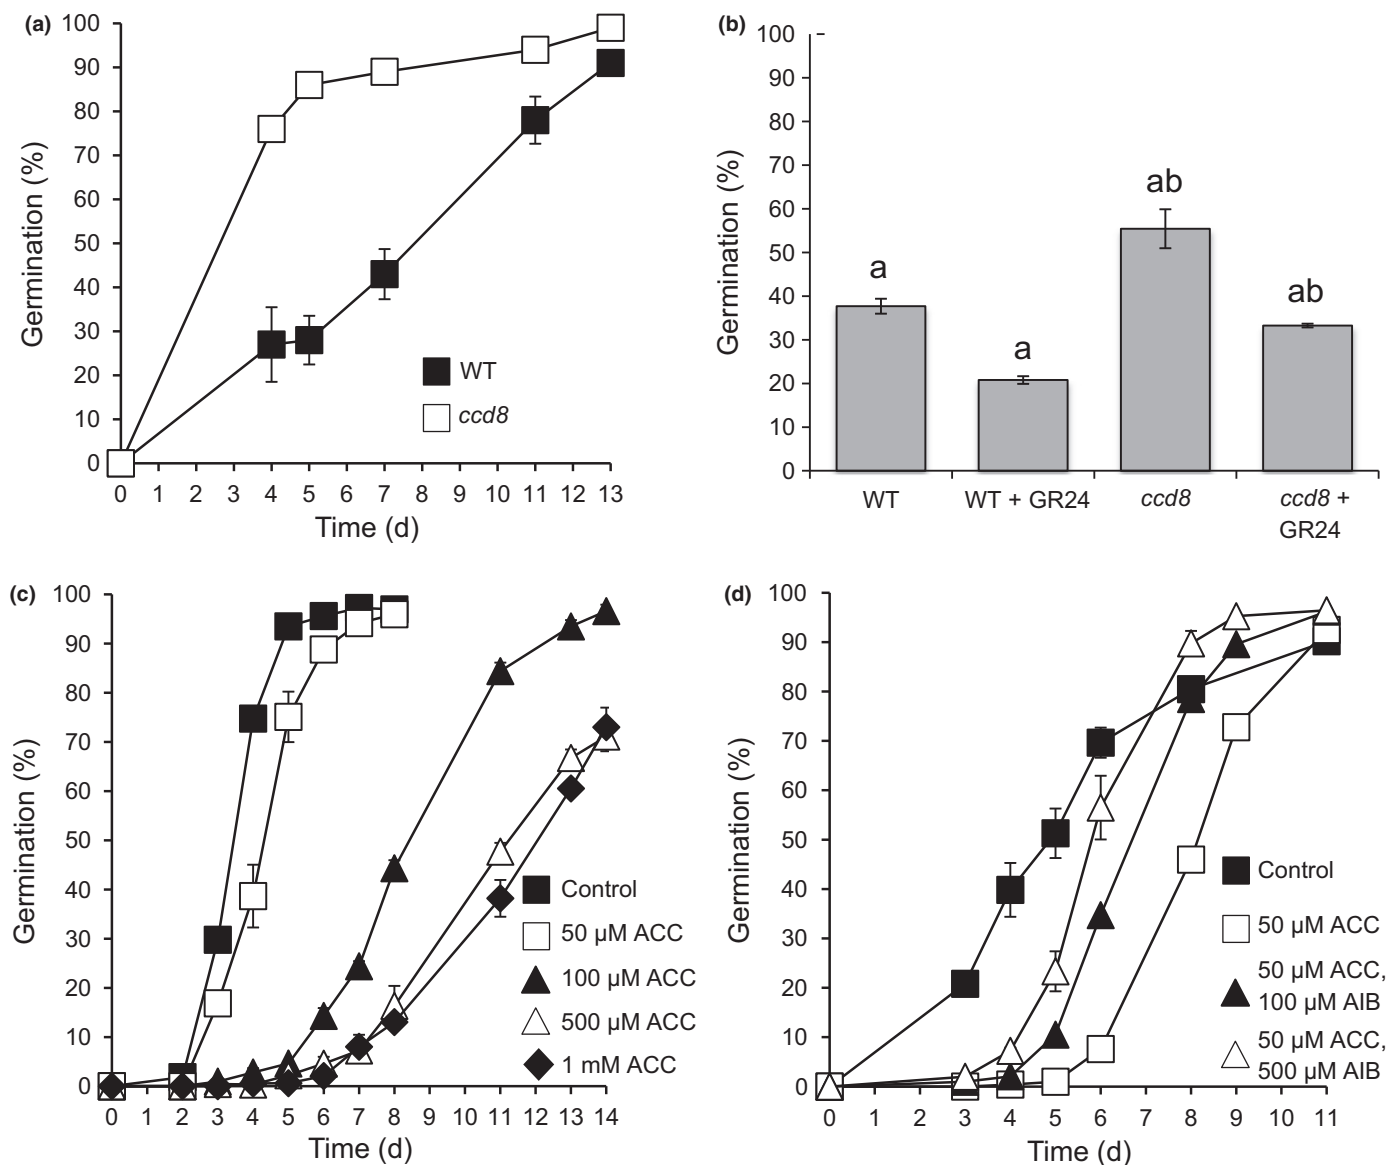 (a)
100
90
80
70
60
50
40
30
20
10
0
Germination (%)
WT
ccd8
0 1 2 3 4 5 6 7 8 9 10 11 12 13
Time (d)
(b)
100
90
80
70
60
50
40
30
20
10
0
Germination (%)
a
a
ab
ab
WT
WT + GR24
ccd8
ccd8 +
GR24
(c)
100
90
80
70
60
50
40
30
20
10
0
Germination (%)
Control
50 µM ACC
100 µM ACC
500 µM ACC
1 mM ACC
0 1 2 3 4 5 6 7 8 9 10 11 12 13 14
Time (d)
(d)
100
90
80
70
60
50
40
30
20
10
0
Germination (%)
Control
50 µM ACC
50 µM ACC,
100 µM AIB
50 µM ACC,
500 µM AIB
0 1 2 3 4 5 6 7 8 9 10 11
Time (d)